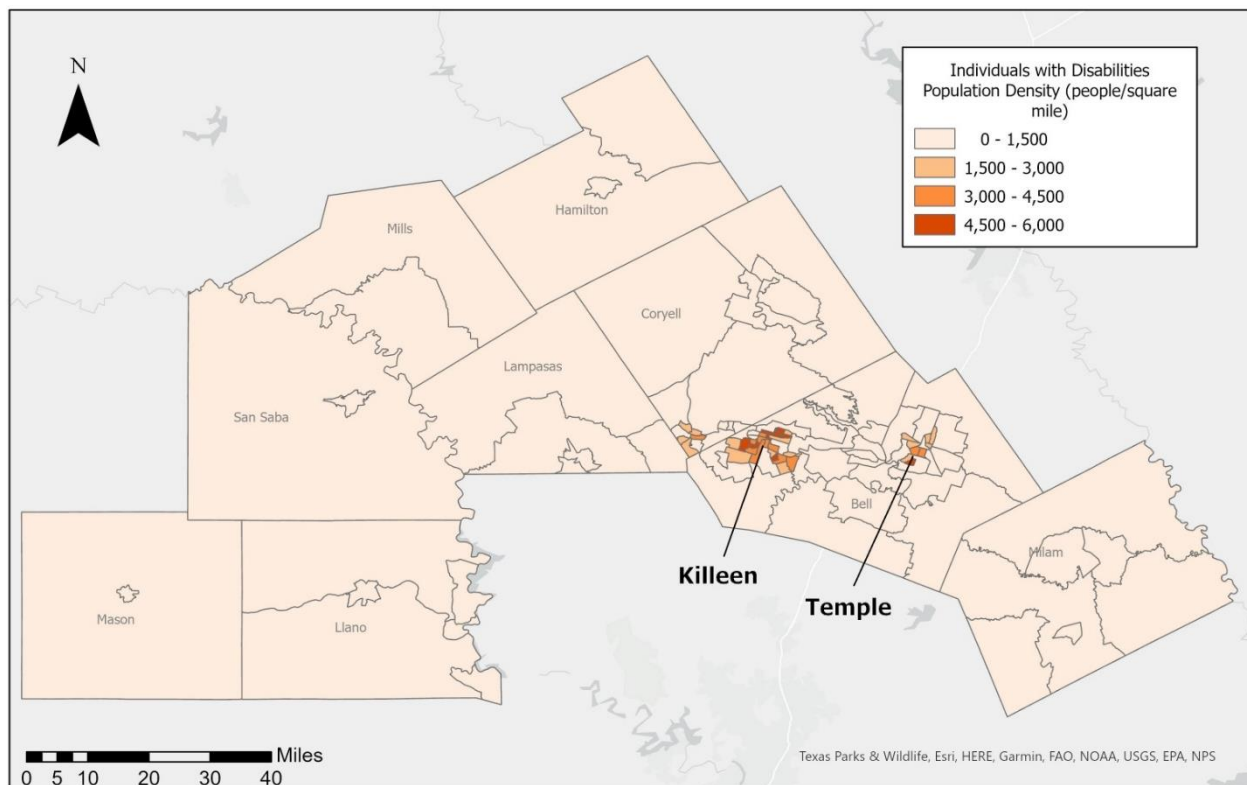 N
Individuals with Disabilities
Population Density (people/square
mile)
0 - 1,500
1,500 - 3,000
3,000 - 4,500
4,500 - 6,000
Hamilton
Mills
Coryell
Lampasas
San Saba
Bell
Milam
Killeen
Temple
Mason
Llano
Miles
0 5 10 20 30 40
Texas Parks & Wildlife, Esri, HERE, Garmin, FAO, NOAA, USGS, EPA, NPS